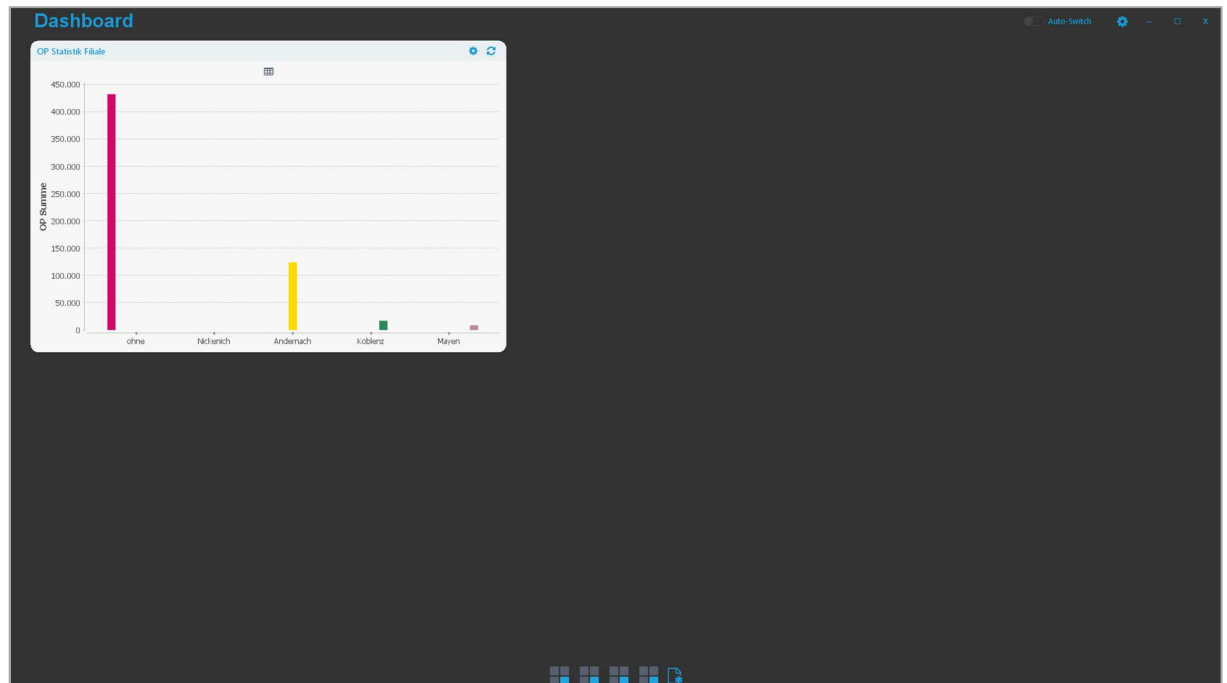 Dashboard
Auto-Switch
OP Statistik Filiale
450.000
400.000
350.000
300.000
250.000
200.000
150.000
100.000
50.000
0
OP Summe
ohne Nickenich Andernach Koblenz Mayen